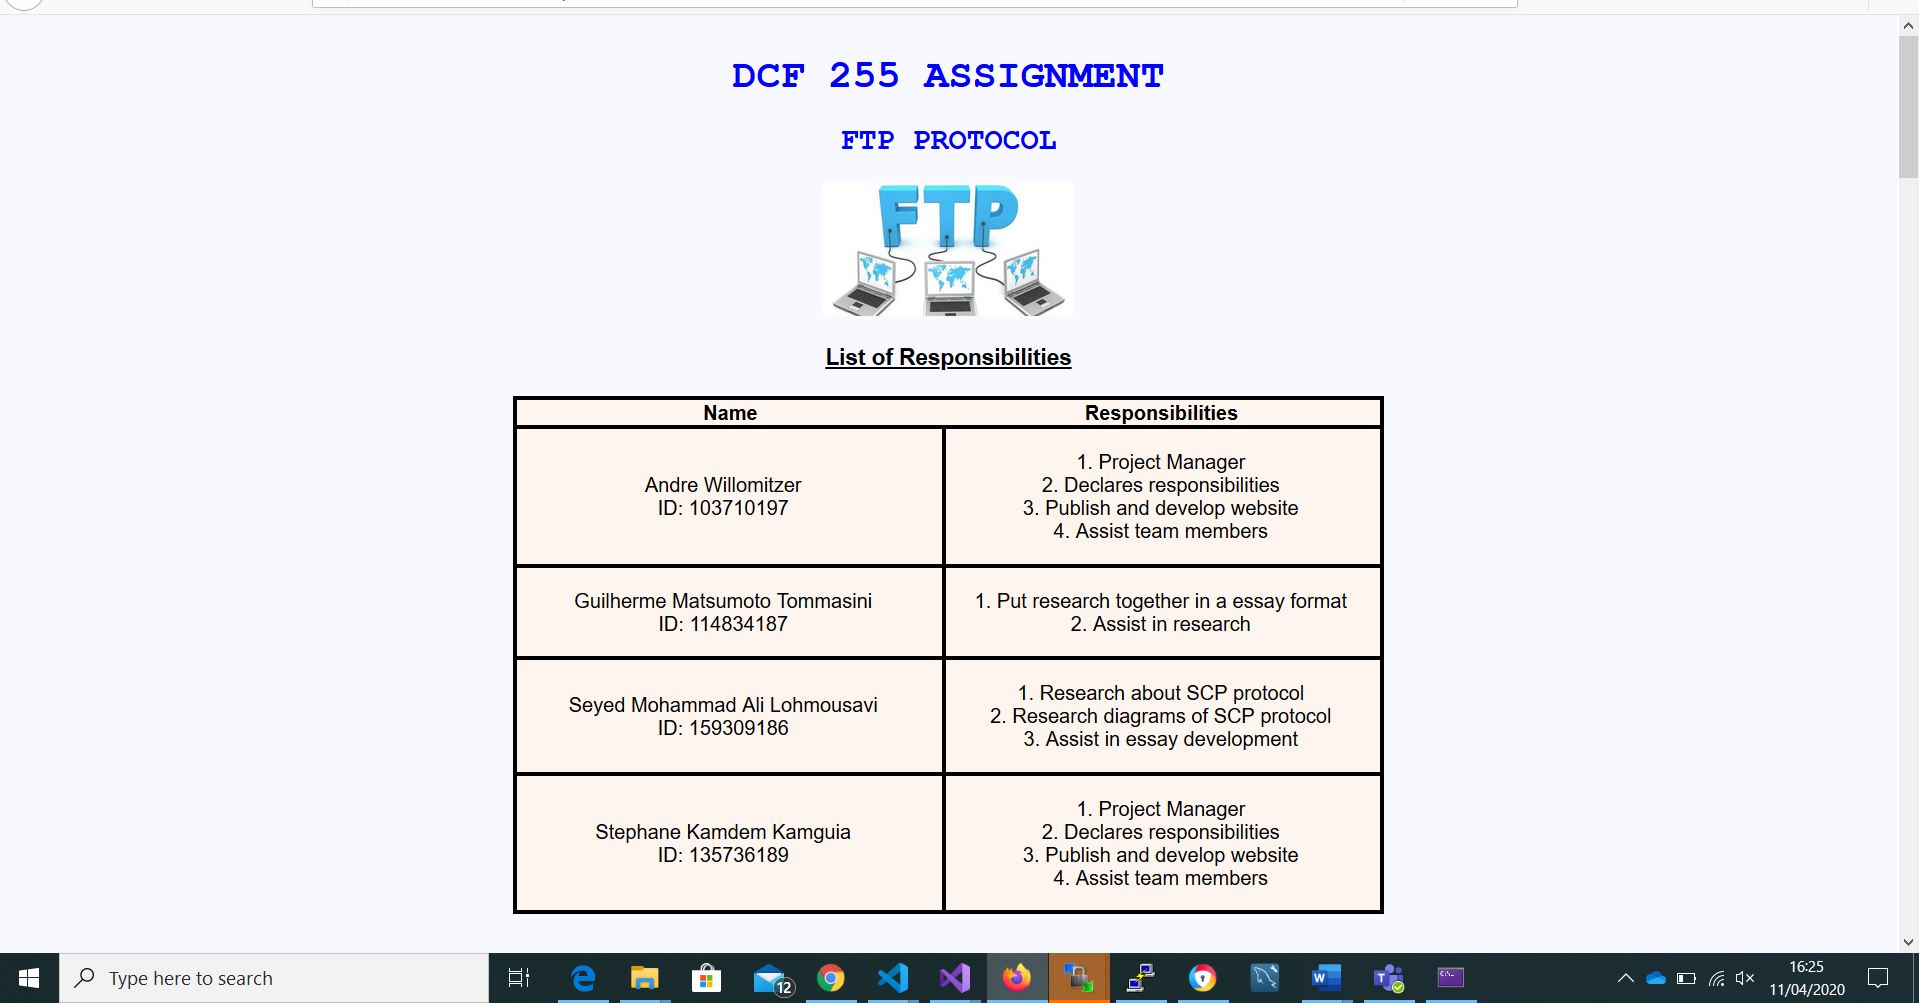 DCF 255 ASSIGNMENT
FTP PROTOCOL
FTP
List of Responsibilities
Name
Responsibilities
Andre Willomitzer
ID: 103710197
1. Project Manager
2. Declares responsibilities
3. Publish and develop website
4. Assist team members
Guilherme Matsumoto Tommasini
ID: 114834187
1. Put research together in a essay format
2. Assist in research
Seyed Mohammad Ali Lohmousavi
ID: 159309186
1. Research about SCP protocol
2. Research diagrams of SCP protocol
3. Assist in essay development
Stephane Kamdem Kamguia
ID: 135736189
1. Project Manager
2. Declares responsibilities
3. Publish and develop website
4. Assist team members
Type here to search
12
16:25
11/04/2020